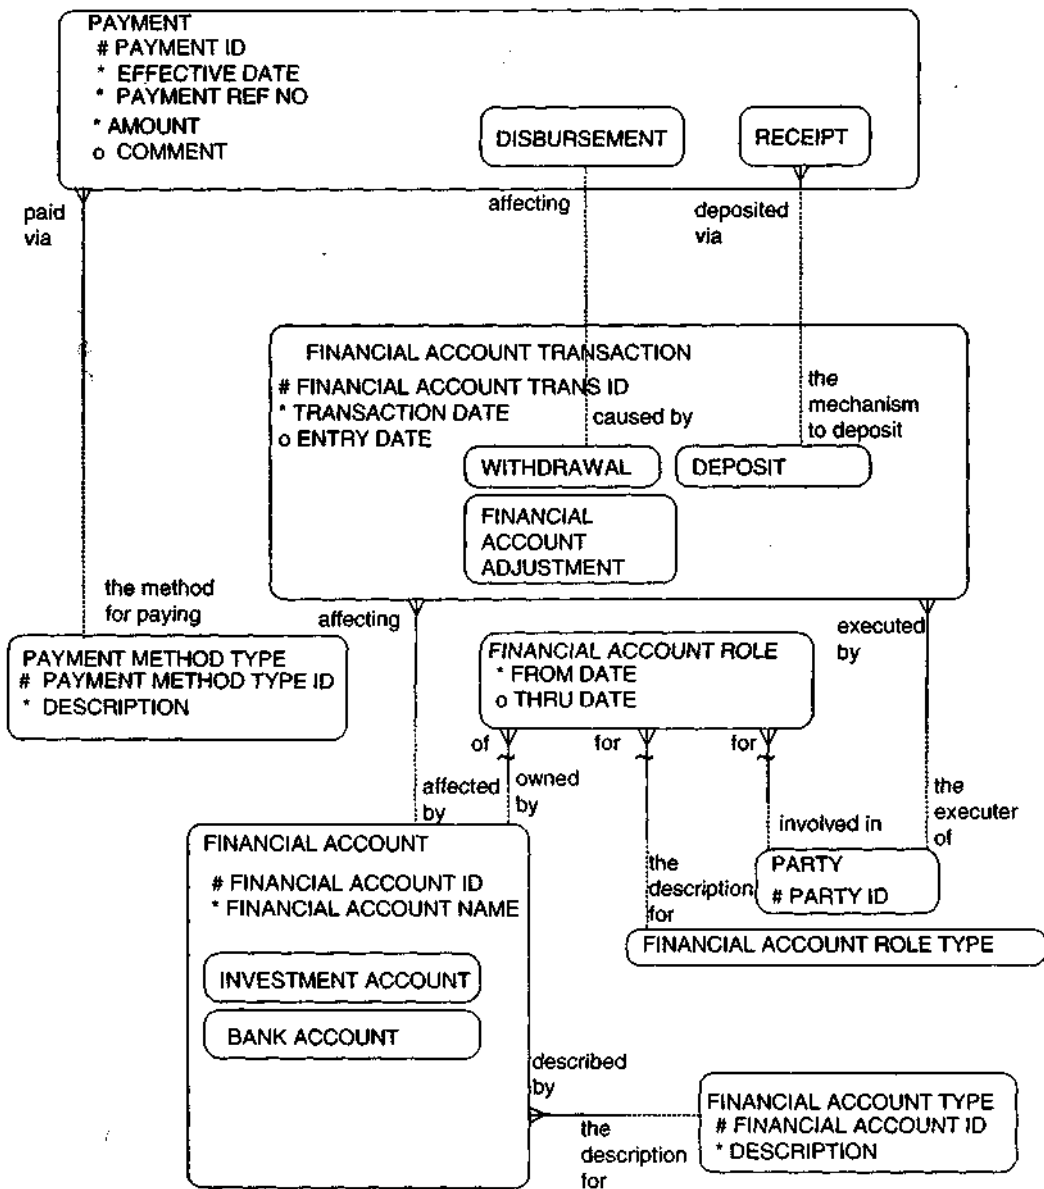 PAYMENT
# PAYMENT ID
* EFFECTIVE DATE
* PAYMENT REF NO
* AMOUNT
o COMMENT
DISBURSEMENT
RECEIPT
paid
via
affecting
deposited
via
FINANCIAL ACCOUNT TRANSACTION
# FINANCIAL ACCOUNT TRANS ID
* TRANSACTION DATE
o ENTRY DATE
caused by
the
mechanism
to deposit
WITHDRAWAL
DEPOSIT
FINANCIAL
ACCOUNT
ADJUSTMENT
the method
for paying
affecting
executed
by
PAYMENT METHOD TYPE
# PAYMENT METHOD TYPE ID
* DESCRIPTION
FINANCIAL ACCOUNT ROLE
* FROM DATE
o THRU DATE
of
for
for
affected
by
owned
by
the
description
for
involved in
the
executer
of
PARTY
# PARTY ID
FINANCIAL ACCOUNT ROLE TYPE
FINANCIAL ACCOUNT
# FINANCIAL ACCOUNT ID
* FINANCIAL ACCOUNT NAME
INVESTMENT ACCOUNT
BANK ACCOUNT
described
by
the
description
for
FINANCIAL ACCOUNT TYPE
# FINANCIAL ACCOUNT ID
* DESCRIPTION